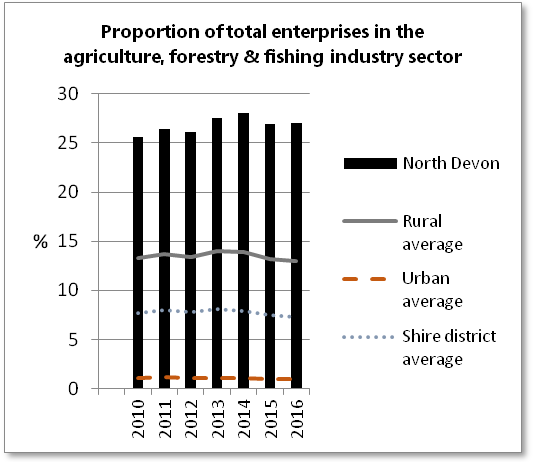 Proportion of total enterprises in the
agriculture, forestry & fishing industry sector
30
25
20
15
10
5
0
%
2010
2011
2012
2013
2014
2015
2016
North Devon
Rural
average
Urban
average
Shire district
average